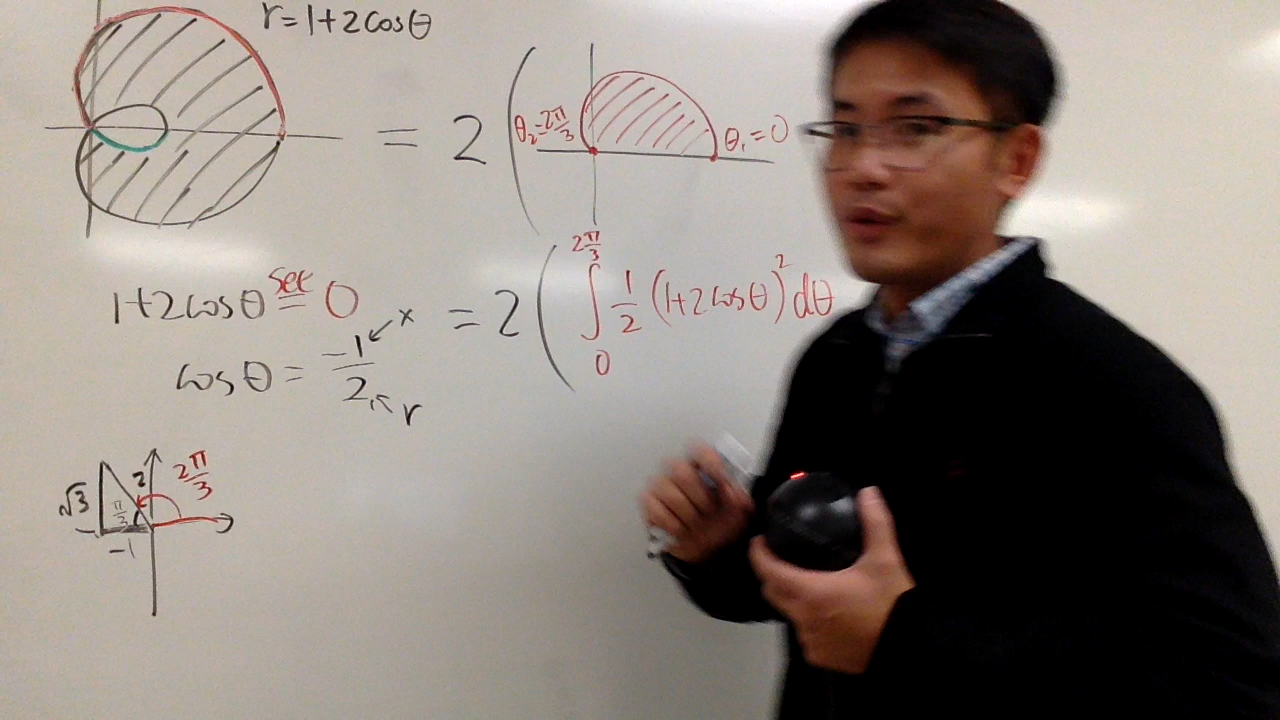 r=1+2cosθ
= 2 ( θ₂=2π/3 θ₁=0
1+2cosθ set= 0
= 2 ( ∫₀^(2π/3) 1/2 (1+2cosθ)² dθ
cosθ = -1/2 ← x ← r
√3 2 π/3 2π/3
-1